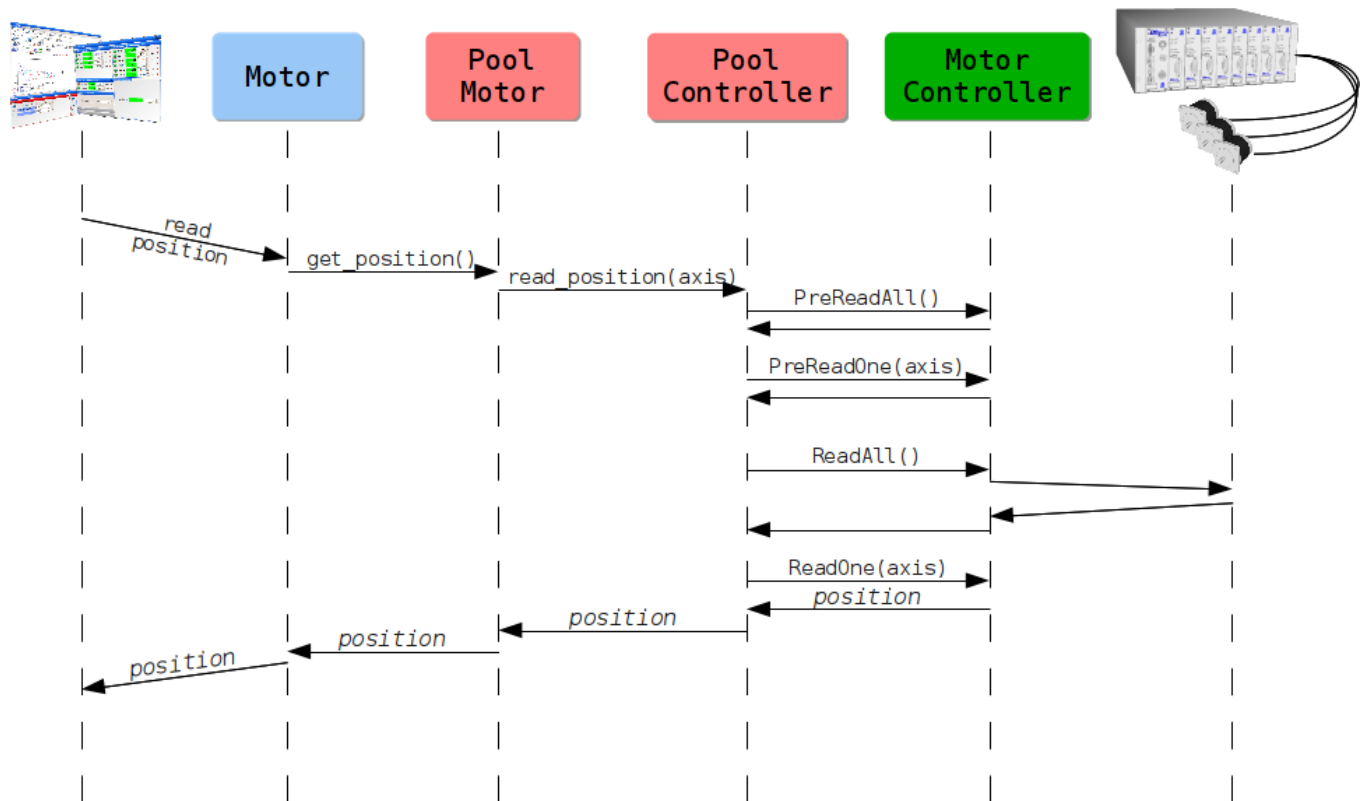 Motor
Pool
Motor
Pool
Controller
Motor
Controller
read
position
get_position()
read_position(axis)
PreReadAll()
PreReadOne(axis)
ReadAll()
ReadOne(axis)
position
position
position
position